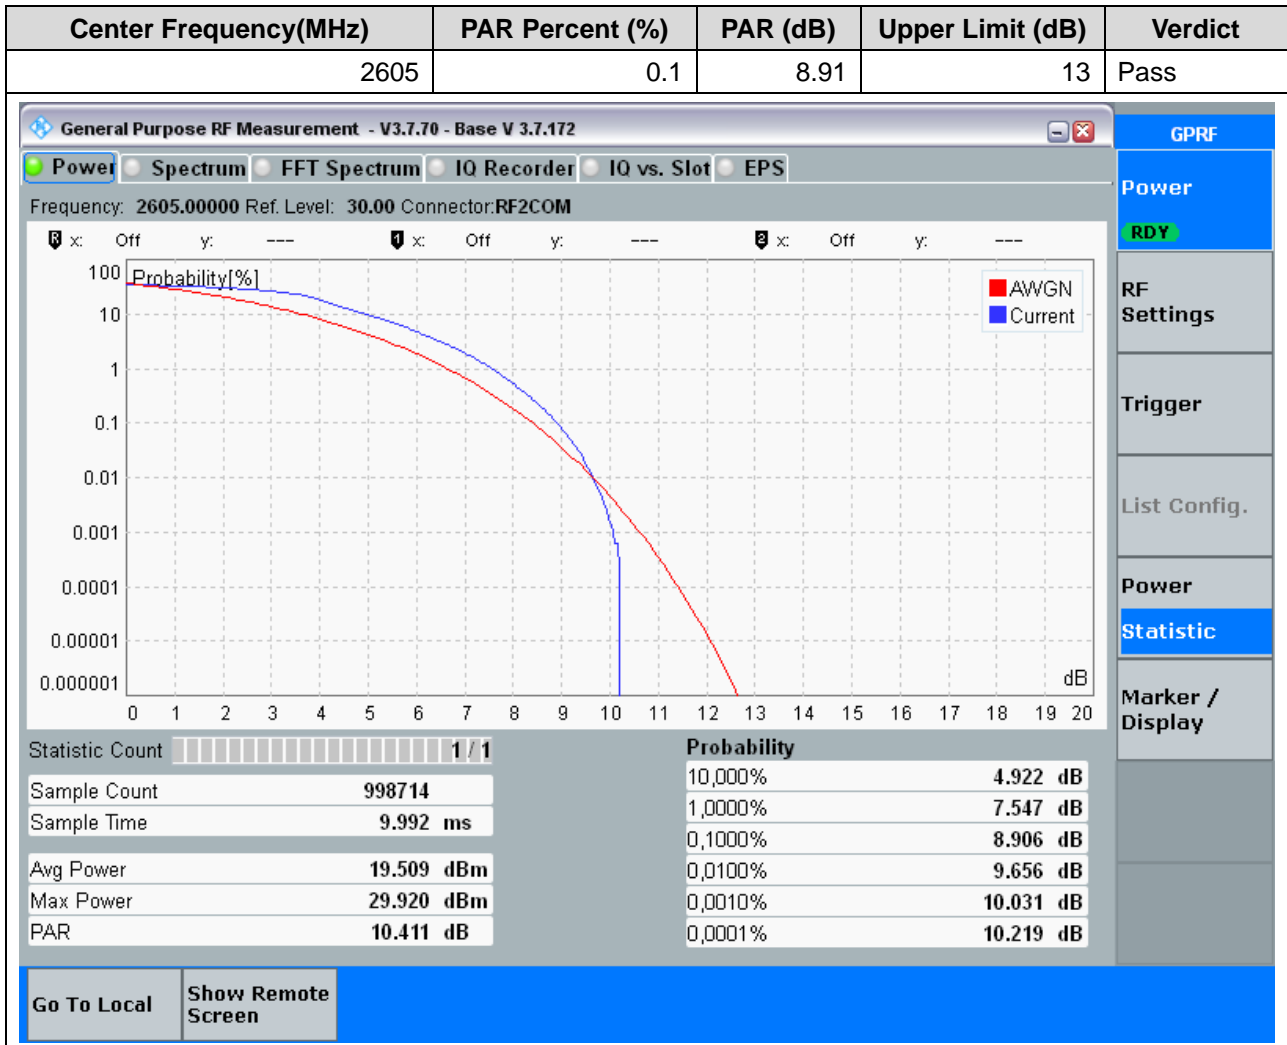 Center Frequency(MHz) PAR Percent (%) PAR (dB) Upper Limit (dB) Verdict
2605 0.1 8.91 13 Pass
General Purpose RF Measurement - V3.7.70 - Base V 3.7.172
GPRF
Power Spectrum FFT Spectrum IQ Recorder IQ vs. Slot EPS
Frequency: 2605.00000 Ref. Level: 30.00 Connector:RF2COM
R x: Off y: --- 1 x: Off y: --- 2 x: Off y: ---
Probability[%]
AWGN
Current
100
10
1
0.1
0.01
0.001
0.0001
0.00001
0.000001
dB
0 1 2 3 4 5 6 7 8 9 10 11 12 13 14 15 16 17 18 19 20
Statistic Count 1 / 1
Sample Count 998714
Sample Time 9.992 ms
Avg Power 19.509 dBm
Max Power 29.920 dBm
PAR 10.411 dB
Probability
10,000% 4.922 dB
1,0000% 7.547 dB
0,1000% 8.906 dB
0,0100% 9.656 dB
0,0010% 10.031 dB
0,0001% 10.219 dB
Power
RDY
RF
Settings
Trigger
List Config.
Power
Statistic
Marker /
Display
Go To Local
Show Remote
Screen